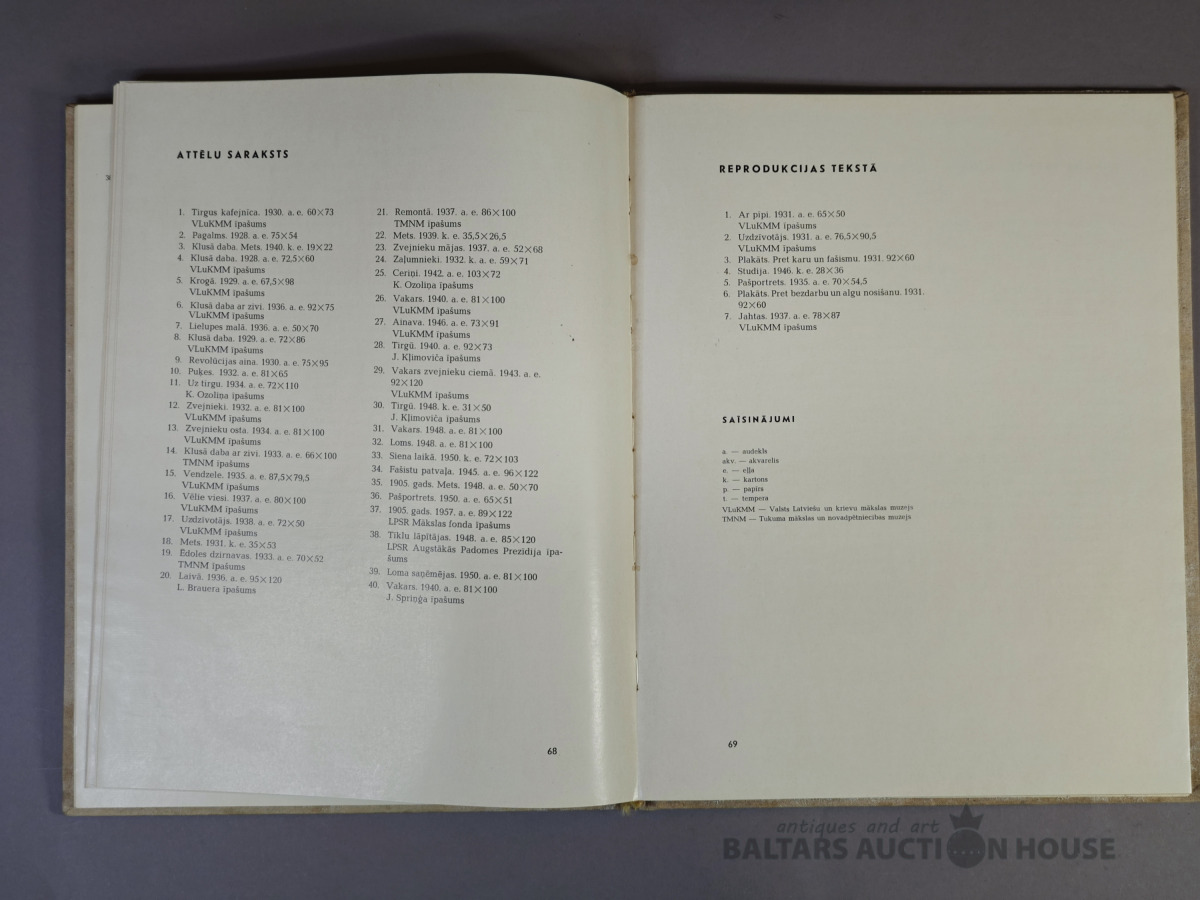 ATTĒLU SARAKSTS
1. Tirgus kafejnīca. 1930. a. e. 60×73
VLuKMM īpašums
2. Pagalms. 1928. a. e. 75×54
3. Klusā daba. Mets. 1940. k. e. 19×22
4. Klusā daba. 1928. a. e. 72,5×60
VLuKMM īpašums
5. Krogā. 1929. a. e. 67,5×98
VLuKMM īpašums
6. Klusā daba ar zivi. 1936. a. e. 92×75
VLuKMM īpašums
7. Lielupes malā. 1936. a. e. 50×70
8. Klusā daba. 1929. a. e. 72×86
VLuKMM īpašums
9. Revolūcijas aina. 1930. a. e. 75×95
10. Puķes. 1932. a. e. 81×65
11. Uz tirgu. 1934. a. e. 72×110
K. Ozoliņa īpašums
12. Zvejnieki. 1932. a. e. 81×100
VLuKMM īpašums
13. Zvejnieku osta. 1934. a. e. 81×100
VLuKMM īpašums
14. Klusā daba ar zivi. 1933. a. e. 66×100
TMNM īpašums
15. Vendzele. 1935. a. e. 87,5×79,5
VLuKMM īpašums
16. Vēlie viesi. 1937. a. e. 80×100
VLuKMM īpašums
17. Uzdzīvotājs. 1938. a. e. 72×50
VLuKMM īpašums
18. Mets. 1931. k. e. 35×53
19. Ēdoles dzirnavas. 1933. a. e. 70×52
TMNM īpašums
20. Laivā. 1936. a. e. 95×120
L. Brauera īpašums
21. Remontā. 1937. a. e. 86×100
TMNM īpašums
22. Mets. 1939. k. e. 35,5×26,5
23. Zvejnieku mājas. 1937. a. e. 52×68
24. Zaļumnieki. 1932. k. a. e. 59×71
25. Ceriņi. 1942. a. e. 103×72
K. Ozoliņa īpašums
26. Vakars. 1940. a. e. 81×100
VLuKMM īpašums
27. Ainava. 1946. a. e. 73×91
VLuKMM īpašums
28. Tirgū. 1940. a. e. 92×73
J. Kļimoviča īpašums
29. Vakars zvejnieku ciemā. 1943. a. e.
92×120
VLuKMM īpašums
30. Tirgū. 1948. k. e. 31×50
J. Kļimoviča īpašums
31. Vakars. 1948. a. e. 81×100
32. Loms. 1948. a. e. 81×100
33. Siena laikā. 1950. k. e. 72×103
34. Fašistu patvaļa. 1945. a. e. 96×122
35. 1905. gads. Mets. 1948. a. e. 50×70
36. Pašportrets. 1950. a. e. 65×51
37. 1905. gads. 1957. a. e. 89×122
LPSR Mākslas fonda īpašums
38. Tīklu lāpītājas. 1948. a. e. 85×120
LPSR Augstākās Padomes Prezidija īpa-
šums
39. Loma saņēmējas. 1950. a. e. 81×100
40. Vakars. 1940. a. e. 81×100
J. Spriņģa īpašums
68
REPRODUKCIJAS TEKSTĀ
1. Ar pīpi. 1931. a. e. 65×50
VLuKMM īpašums
2. Uzdzīvotājs. 1931. a. e. 76,5×90,5
VLuKMM īpašums
3. Plakāts. Pret karu un fašismu. 1931. 92×60
4. Studija. 1946. k. e. 28×36
5. Pašportrets. 1935. a. e. 70×54,5
6. Plakāts. Pret bezdarbu un algu nosišanu. 1931.
92×60
7. Jahtas. 1937. a. e. 78×87
VLuKMM īpašums
SAĪSINĀJUMI
a. — audekls
akv. — akvarelis
e. — eļļa
k. — kartons
p. — papīrs
t. — tempera
VLuKMM — Valsts Latviešu un krievu mākslas muzejs
TMNM — Tukuma mākslas un novadpētniecības muzejs
69
antiques and art
BALTARS AUCTION HOUSE